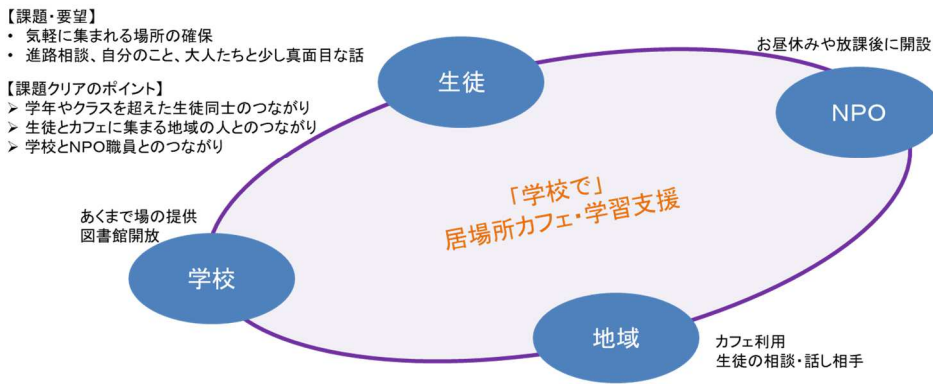 【課題・要望】
• 気軽に集まれる場所の確保
• 進路相談、自分のこと、大人たちと少し真面目な話
【課題クリアのポイント】
➢ 学年やクラスを超えた生徒同士のつながり
➢ 生徒とカフェに集まる地域の人とのつながり
➢ 学校とNPO職員とのつながり
生徒
お昼休みや放課後に開設
NPO
「学校で」
居場所カフェ・学習支援
あくまで場の提供
図書館開放
学校
地域
カフェ利用
生徒の相談・話し相手